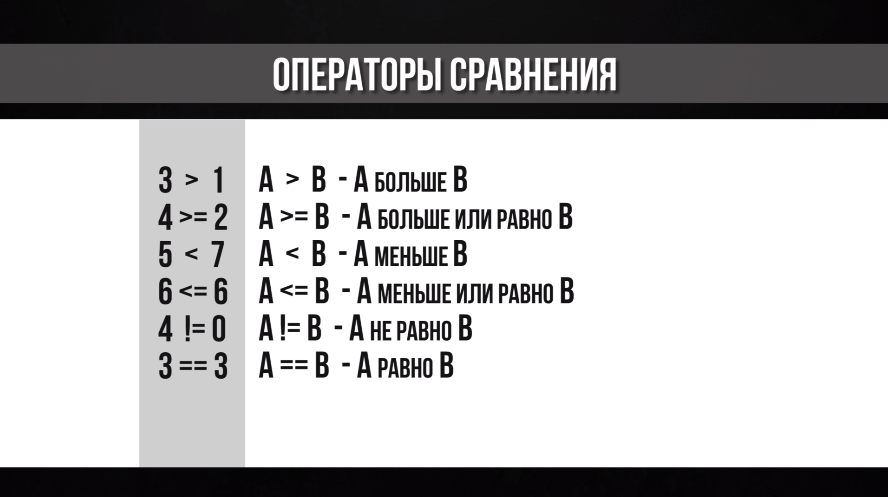 ОПЕРАТОРЫ СРАВНЕНИЯ
3 > 1 A > B - A БОЛЬШЕ B
4 >= 2 A >= B - A БОЛЬШЕ ИЛИ РАВНО B
5 < 7 A < B - A МЕНЬШЕ B
6 <= 6 A <= B - A МЕНЬШЕ ИЛИ РАВНО B
4 != 0 A != B - A НЕ РАВНО B
3 == 3 A == B - A РАВНО B